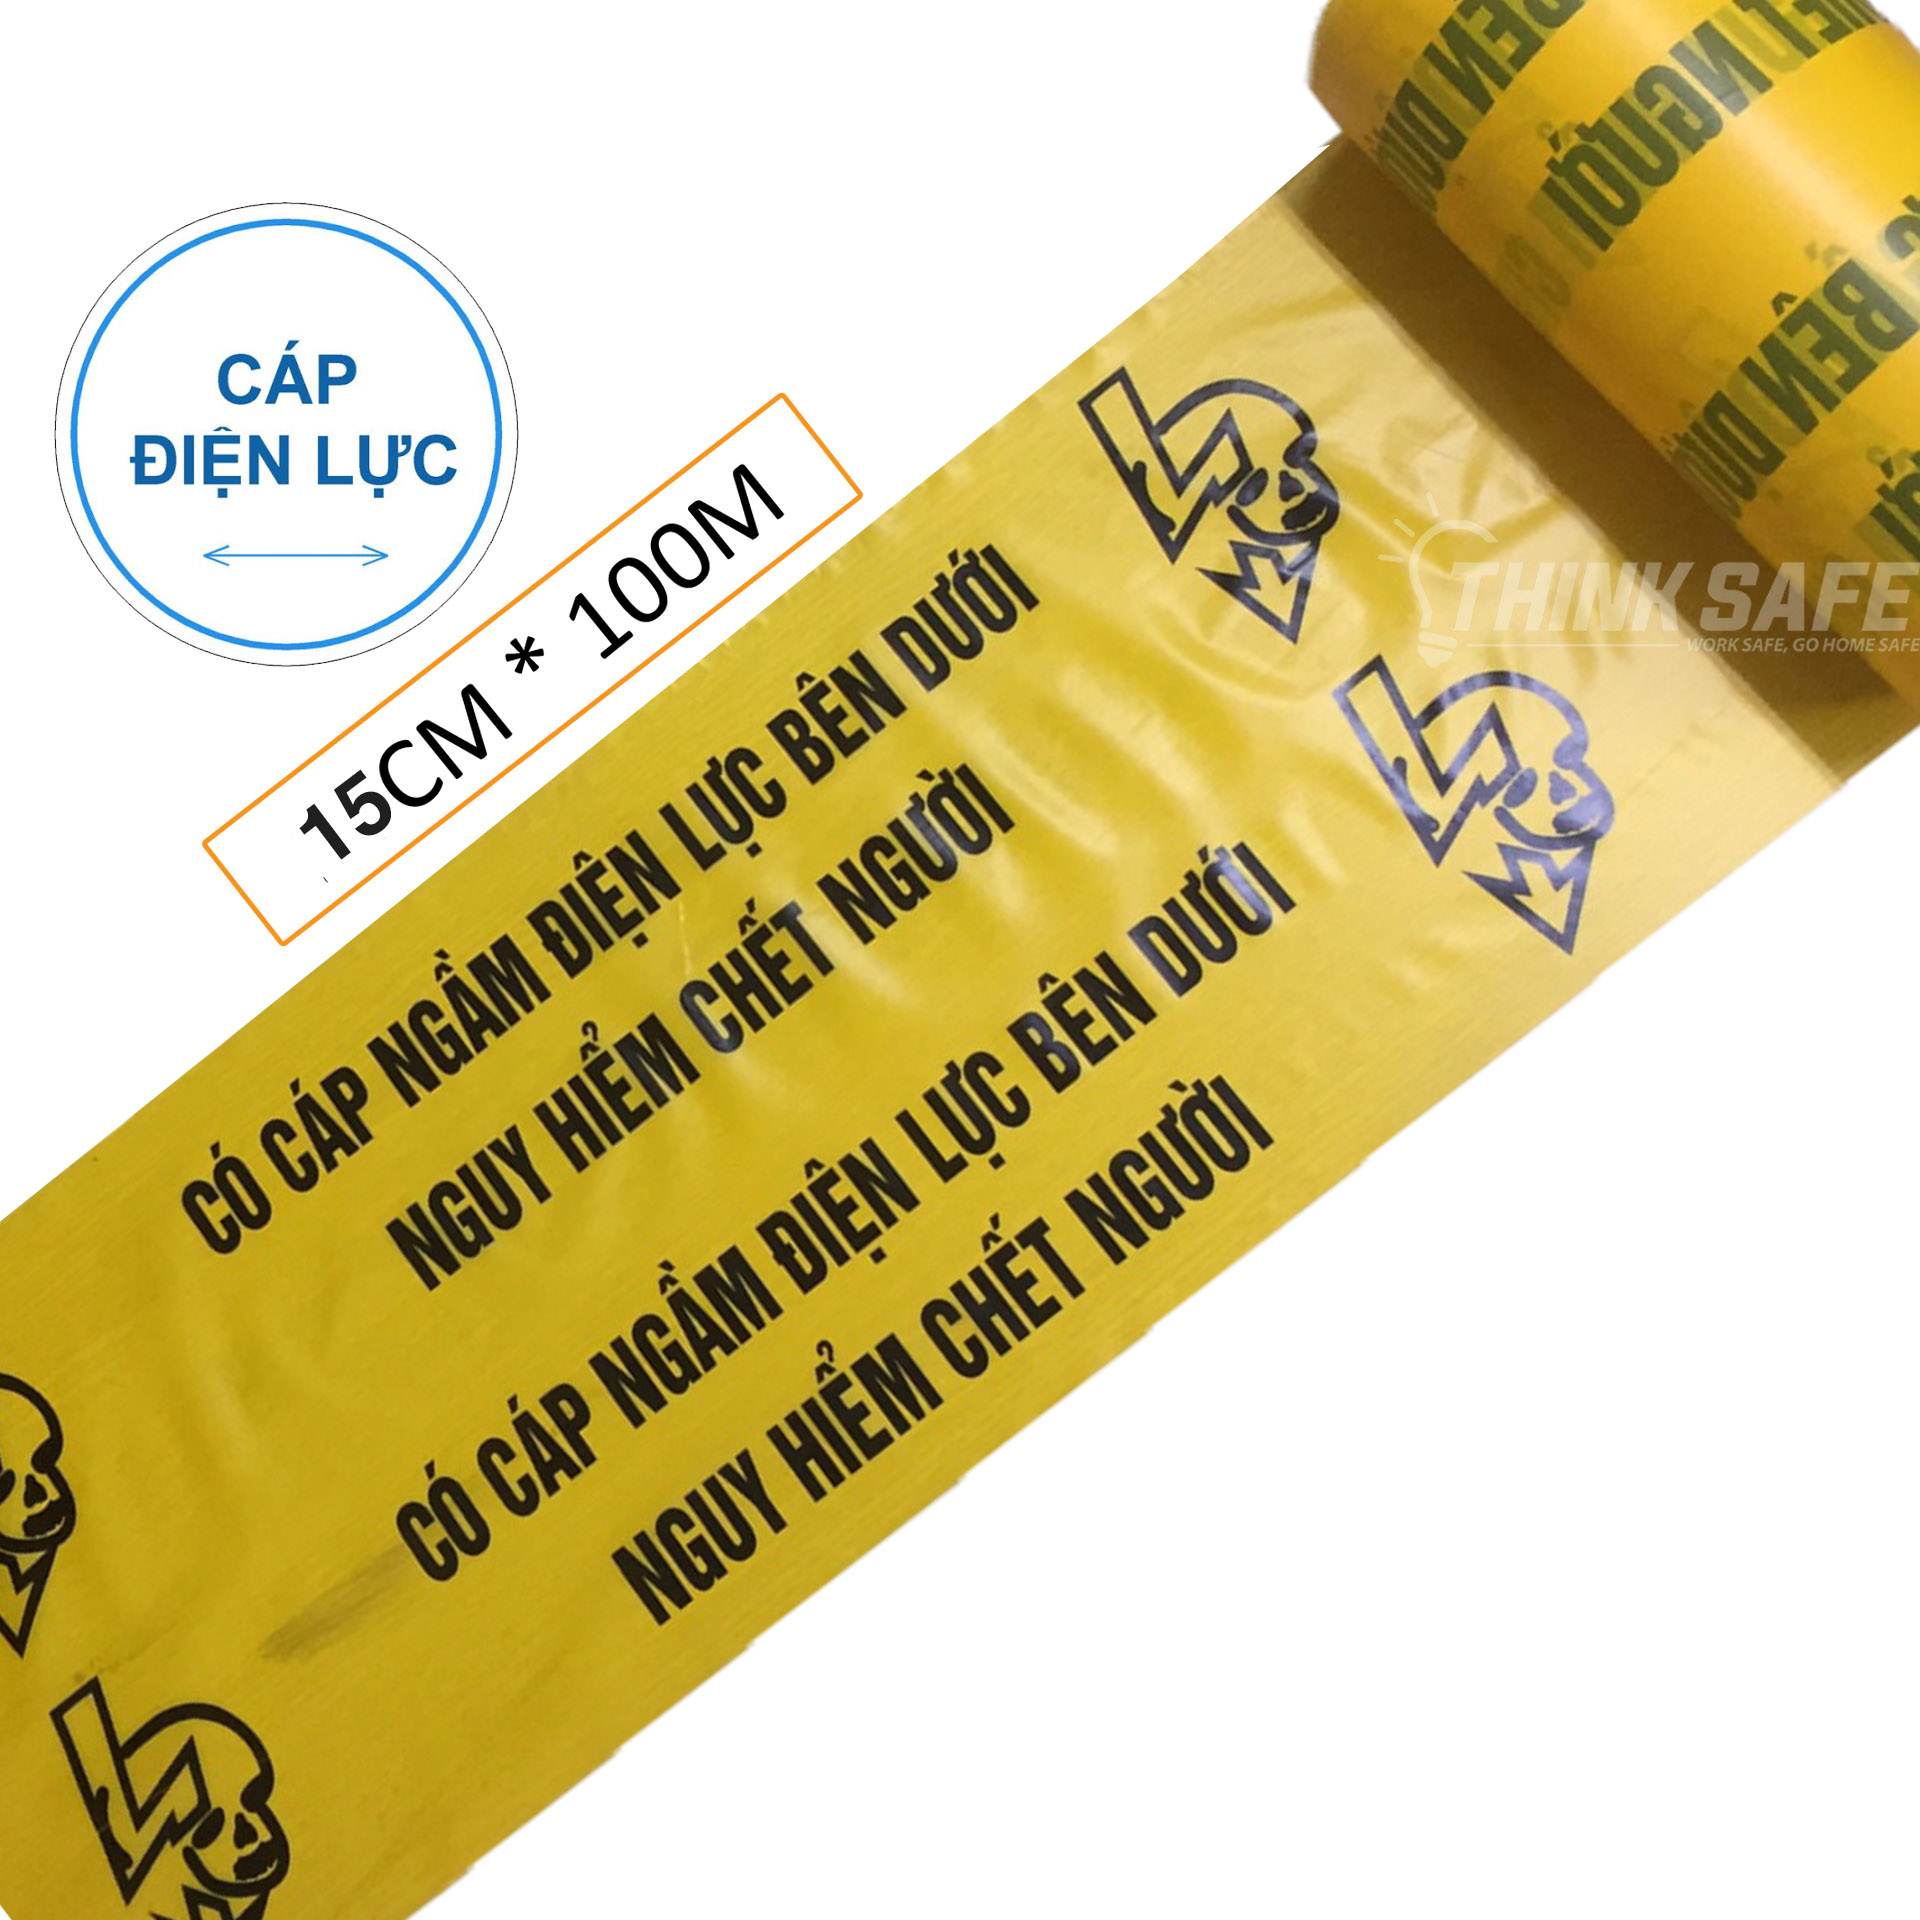 CÁP
ĐIỆN LỰC
15CM * 100M
THINK SAFE
WORK SAFE, GO HOME SAFE
CÓ CÁP NGẦM ĐIỆN LỰC BÊN DƯỚI
NGUY HIỂM CHẾT NGƯỜI
CÓ CÁP NGẦM ĐIỆN LỰC BÊN DƯỚI
NGUY HIỂM CHẾT NGƯỜI